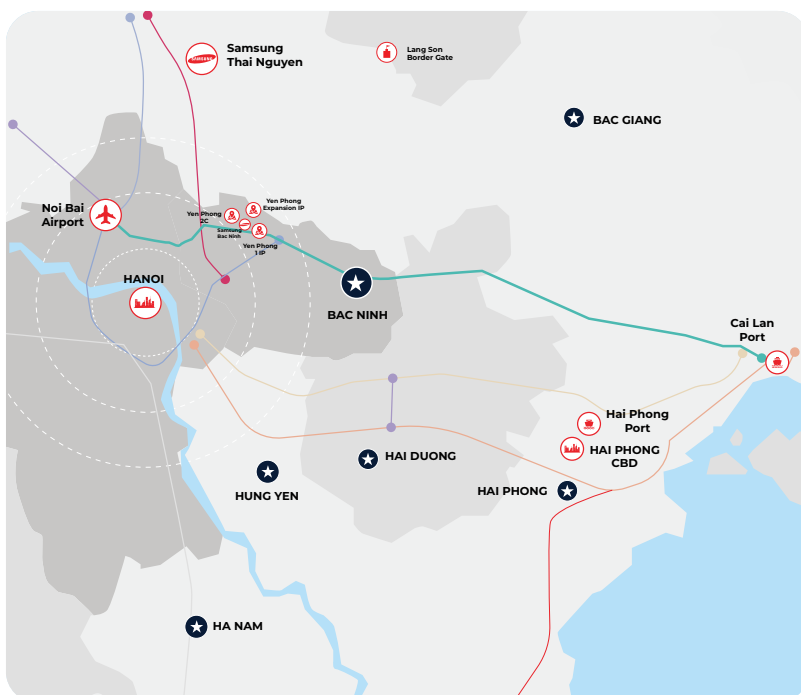 Samsung
Thai Nguyen
SAMSUNG
Lang Son
Border Gate
BAC GIANG
Noi Bai
Airport
Yen Phong
2C
Yen Phong
Expansion IP
Samsung
Bac Ninh
Yen Phong
1 IP
HANOI
BAC NINH
Cai Lan
Port
Hai Phong
Port
HAI PHONG
CBD
HAI DUONG
HUNG YEN
HAI PHONG
HA NAM